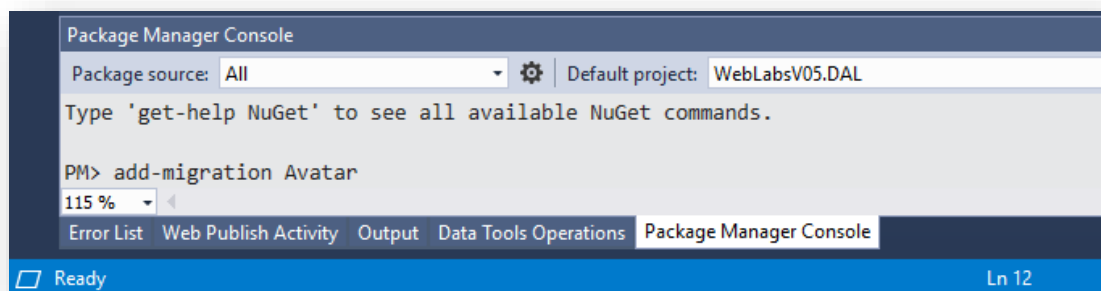 Package Manager Console
Package source: All Default project: WebLabsV05.DAL
Type 'get-help NuGet' to see all available NuGet commands.
PM> add-migration Avatar
115 %
Error List Web Publish Activity Output Data Tools Operations Package Manager Console
Ready Ln 12